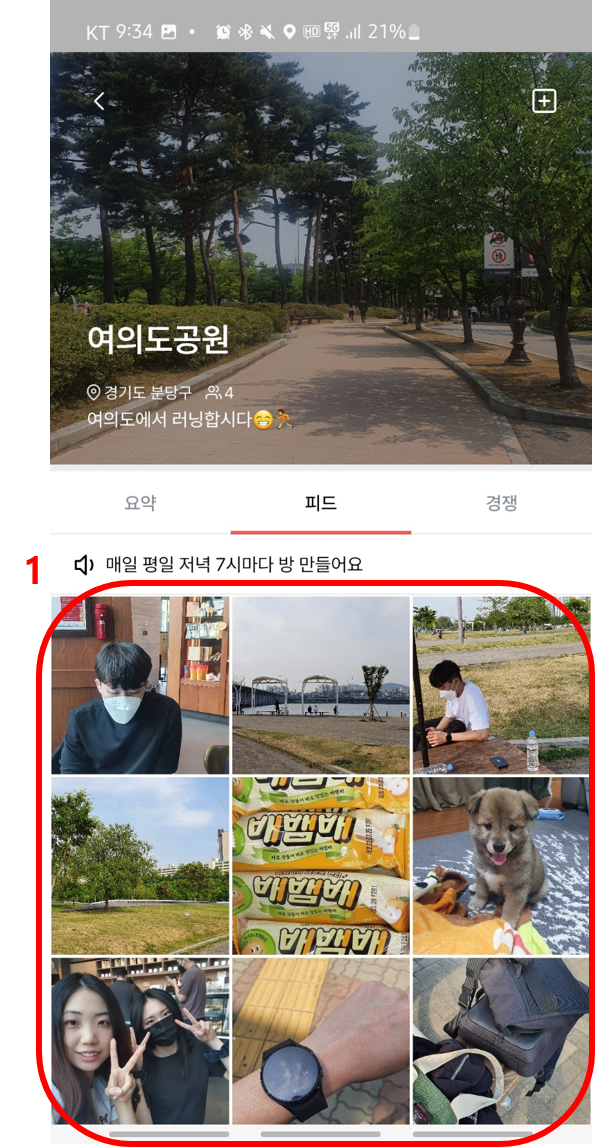 KT 9:34 21%
여의도공원
경기도 분당구 4
여의도에서 러닝합시다😁🏃
요약 피드 경쟁
1
매일 평일 저녁 7시마다 방 만들어요
배뱀배
배뱀배
배뱀배